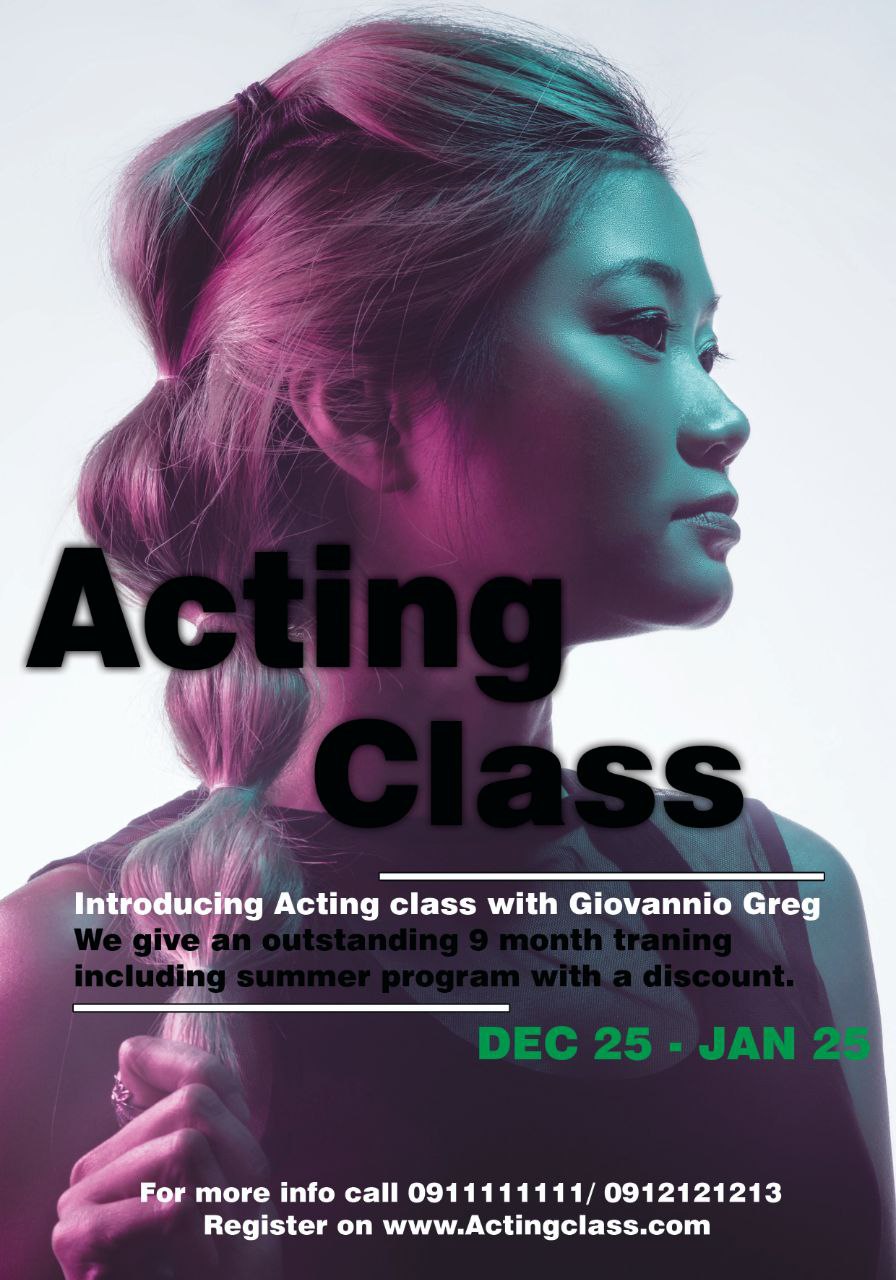 Acting
Class
Introducing Acting class with Giovannio Greg
We give an outstanding 9 month traning
including summer program with a discount.
DEC 25 - JAN 25
For more info call 0911111111/ 0912121213
Register on www.Actingclass.com